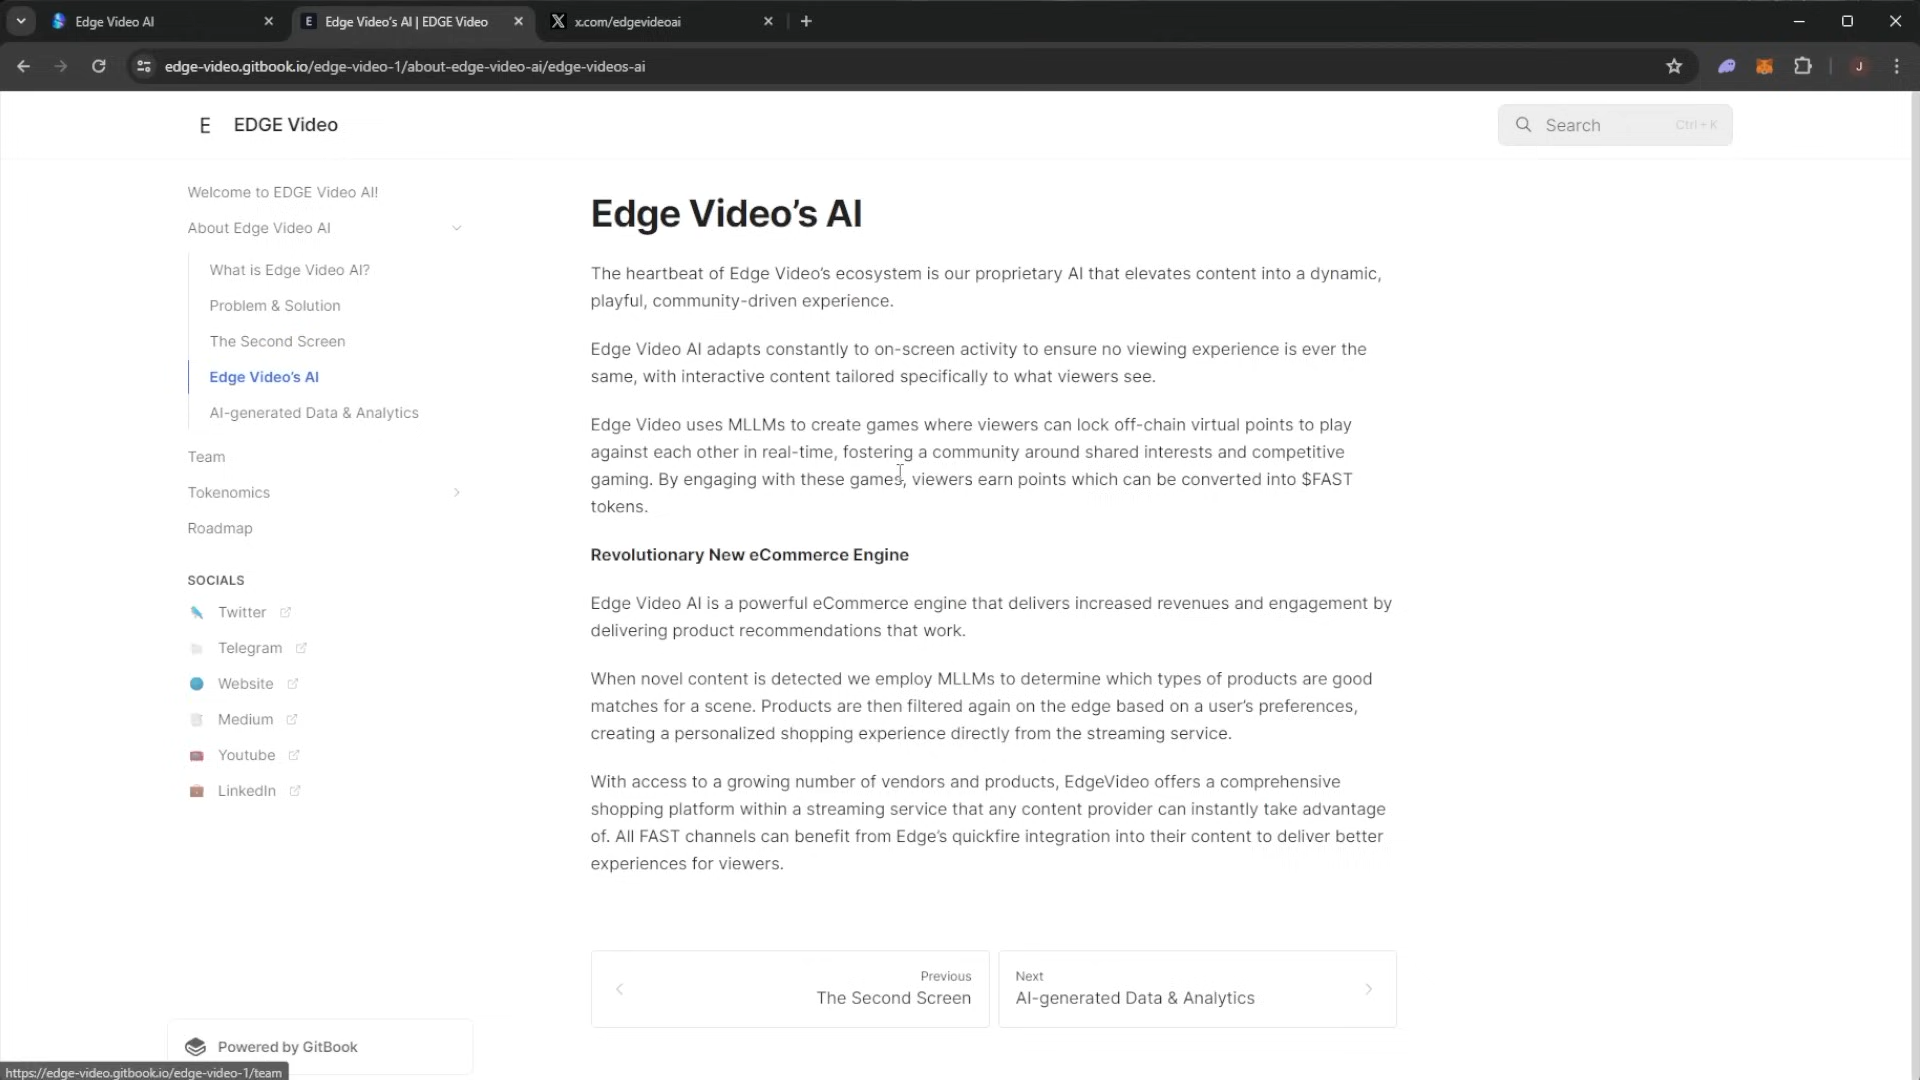 Edge Video AI
Edge Video's AI | EDGE Video
x.com/edgevideoai
edge-video.gitbook.io/edge-video-1/about-edge-video-ai/edge-videos-ai
J
E EDGE Video
Search Ctrl + K
Welcome to EDGE Video AI!
About Edge Video AI
What is Edge Video AI?
Problem & Solution
The Second Screen
Edge Video’s AI
AI-generated Data & Analytics
Team
Tokenomics
Roadmap
SOCIALS
Twitter
Telegram
Website
Medium
Youtube
LinkedIn
Powered by GitBook
https://edge-video.gitbook.io/edge-video-1/team
Edge Video’s AI
The heartbeat of Edge Video’s ecosystem is our proprietary AI that elevates content into a dynamic,
playful, community-driven experience.
Edge Video AI adapts constantly to on-screen activity to ensure no viewing experience is ever the
same, with interactive content tailored specifically to what viewers see.
Edge Video uses MLLMs to create games where viewers can lock off-chain virtual points to play
against each other in real-time, fostering a community around shared interests and competitive
gaming. By engaging with these games, viewers earn points which can be converted into $FAST
tokens.
Revolutionary New eCommerce Engine
Edge Video AI is a powerful eCommerce engine that delivers increased revenues and engagement by
delivering product recommendations that work.
When novel content is detected we employ MLLMs to determine which types of products are good
matches for a scene. Products are then filtered again on the edge based on a user’s preferences,
creating a personalized shopping experience directly from the streaming service.
With access to a growing number of vendors and products, EdgeVideo offers a comprehensive
shopping platform within a streaming service that any content provider can instantly take advantage
of. All FAST channels can benefit from Edge’s quickfire integration into their content to deliver better
experiences for viewers.
Previous
The Second Screen
Next
AI-generated Data & Analytics